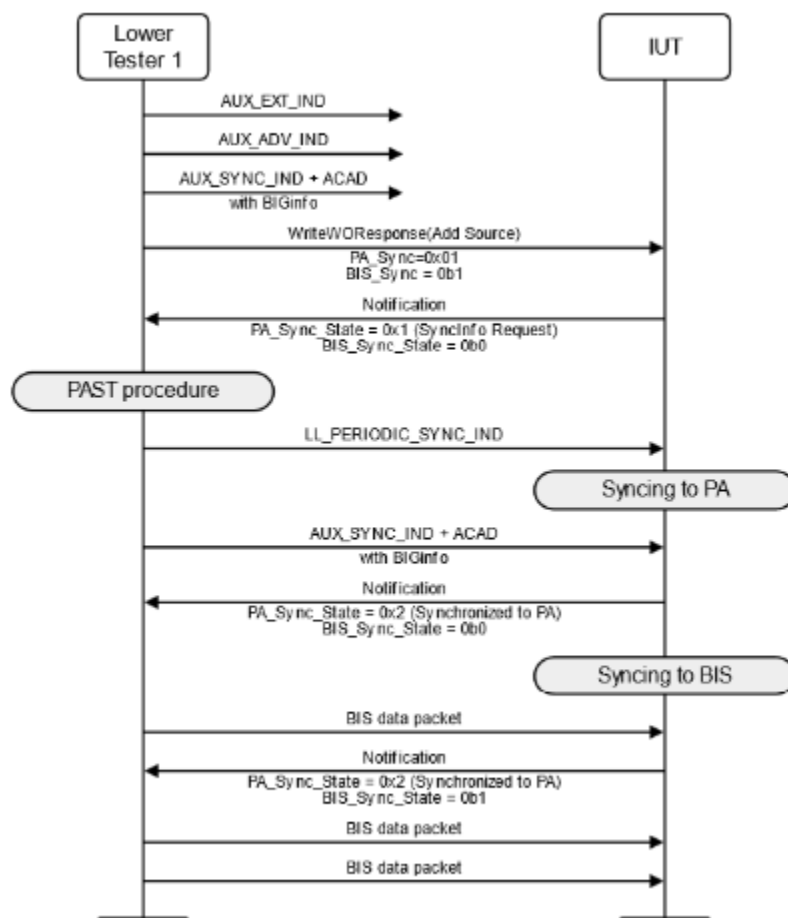 Lower
Tester 1
IUT
AUX_EXT_IND
AUX_ADV_IND
AUX_SYNC_IND + ACAD
with BIGinfo
WriteWOResponse(Add Source)
PA_Sync=0x01
BIS_Sync = 0b1
Notification
PA_Sync_State = 0x1 (SyncInfo Request)
BIS_Sync_State = 0b0
PAST procedure
LL_PERIODIC_SYNC_IND
Syncing to PA
AUX_SYNC_IND + ACAD
with BIGinfo
Notification
PA_Sync_State = 0x2 (Synchronized to PA)
BIS_Sync_State = 0b0
Syncing to BIS
BIS data packet
Notification
PA_Sync_State = 0x2 (Synchronized to PA)
BIS_Sync_State = 0b1
BIS data packet
BIS data packet